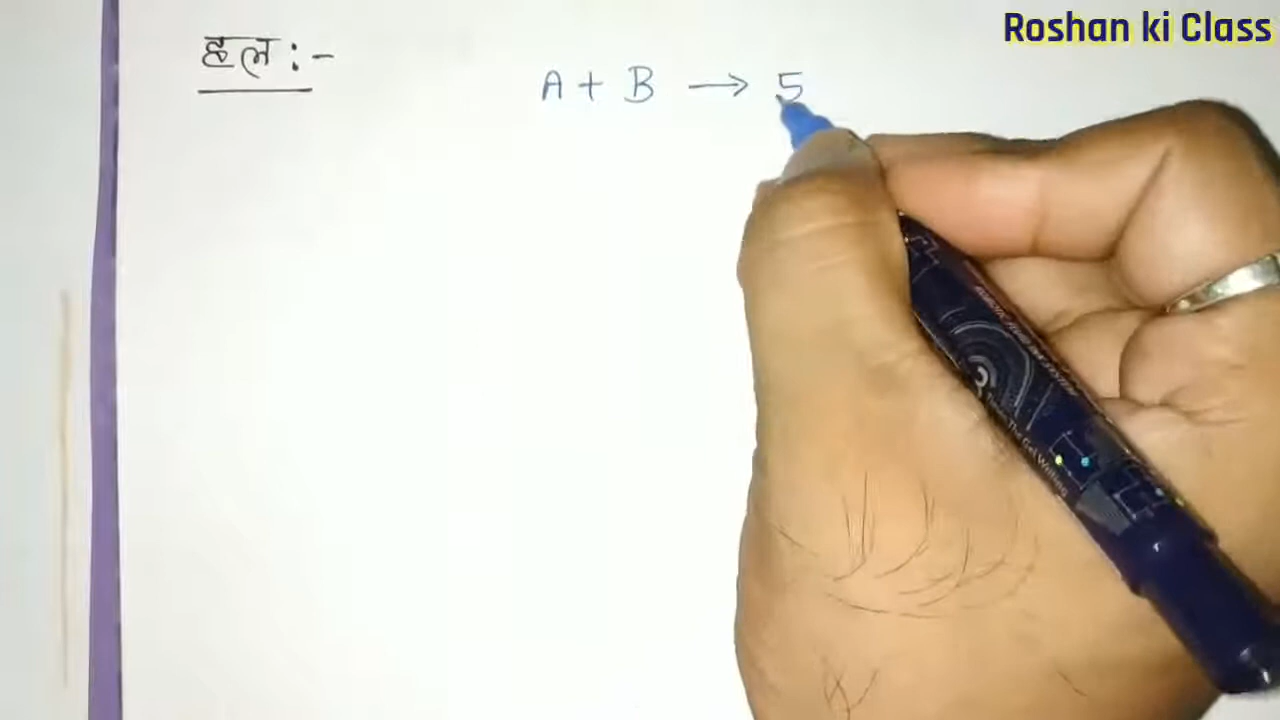 Roshan ki Class
हल :-
A + B → 5